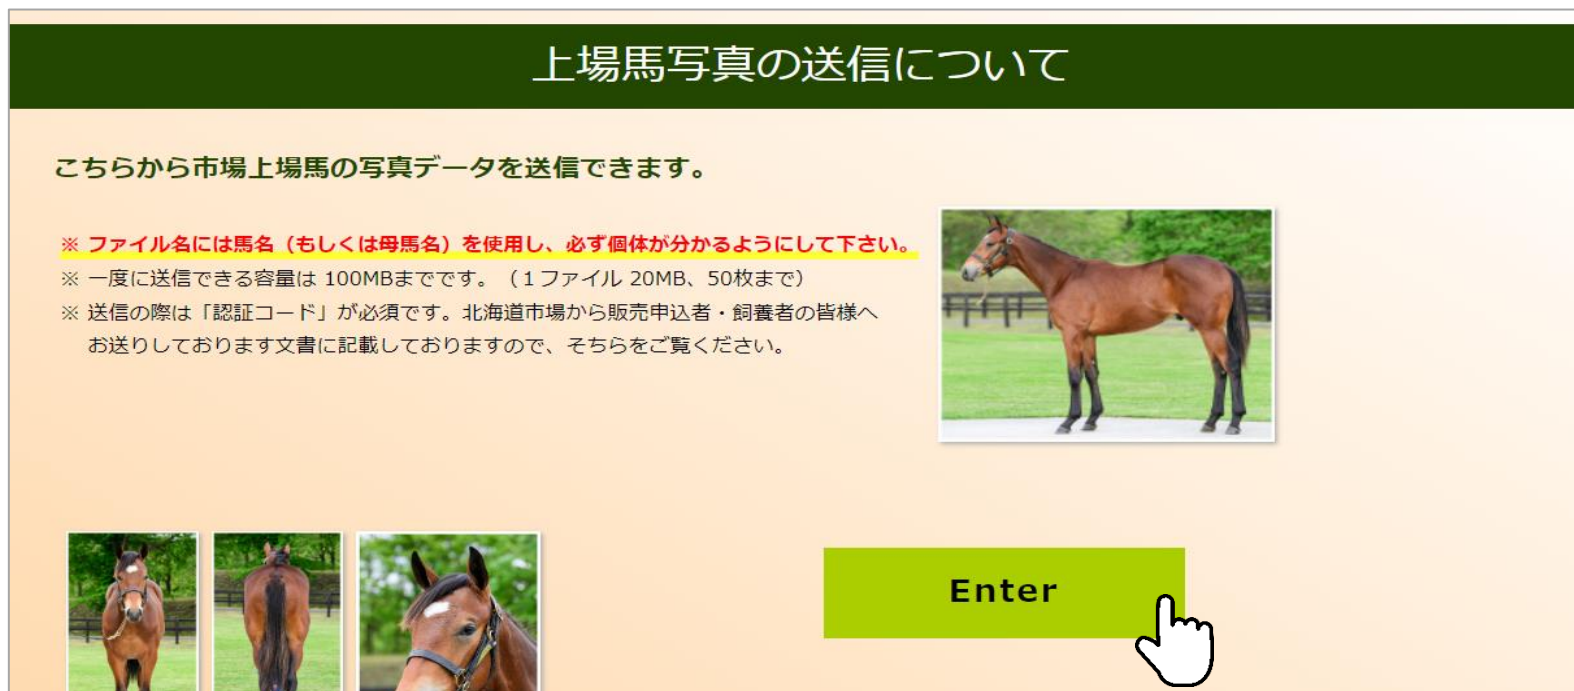 上場馬写真の送信について
こちらから市場上場馬の写真データを送信できます。
※ ファイル名には馬名（もしくは母馬名）を使用し、必ず個体が分かるようにして下さい。
※ 一度に送信できる容量は 100MBまでです。（１ファイル 20MB、50枚まで）
※ 送信の際は「認証コード」が必須です。北海道市場から販売申込者・飼養者の皆様へ
お送りしております文書に記載しておりますので、そちらをご覧ください。
Enter